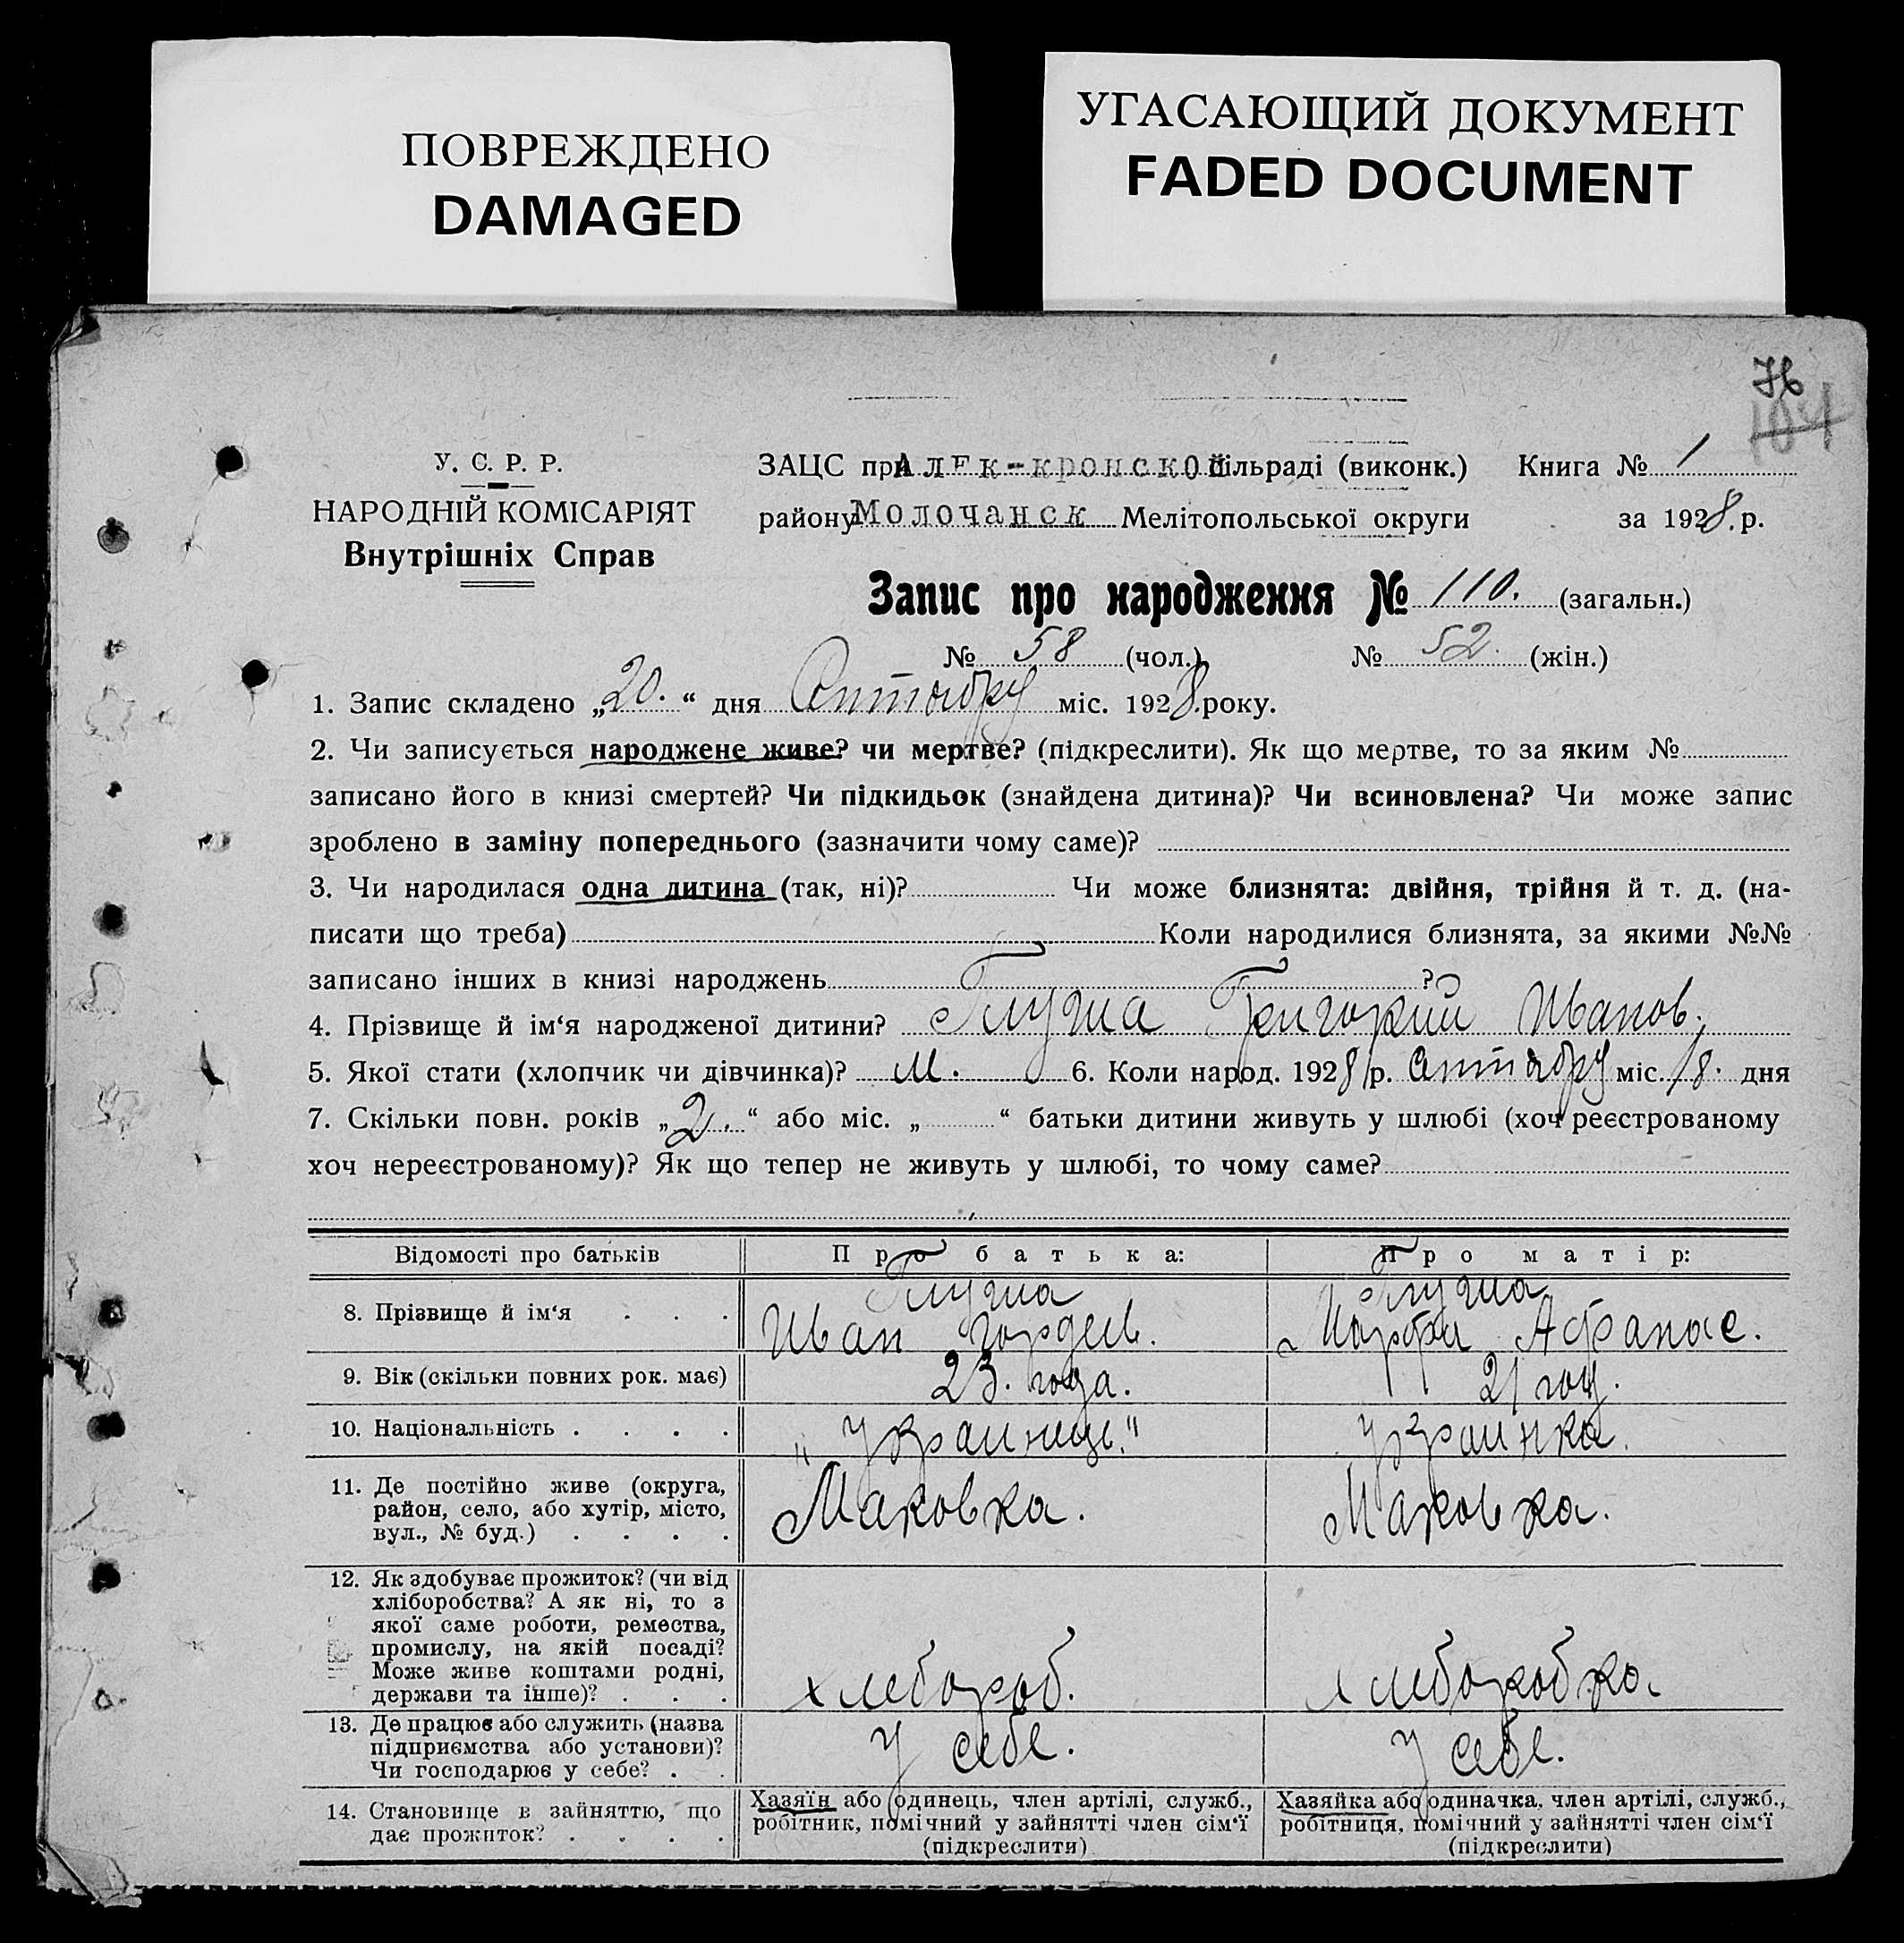 ПОВРЕЖДЕНО
DAMAGED
УГАСАЮЩИЙ ДОКУМЕНТ
FADED DOCUMENT
76
104
У. С. Р. Р.
НАРОДНІЙ КОМІСАРІЯТ
Внутрішніх Справ
ЗАЦС при Алек-кронской сільраді (виконк.) Книга № 1
району Молочанск Мелітопольської округи за 1928 р.
Запис про народження № 110. (загальн.)
№ 58 (чол.) № 52. (жін.)
1. Запис складено „20.“ дня міс. 1928 року.
2. Чи записується народжене живе? чи мертве? (підкреслити). Як що мертве, то за яким №
записано його в книзі смертей? Чи підкидьок (знайдена дитина)? Чи всиновлена? Чи може запис
зроблено в заміну попереднього (зазначити чому саме)?
3. Чи народилася одна дитина (так, ні)? Чи може близнята: двійня, трійня й т. д. (на-
писати що треба) Коли народилися близнята, за якими №№
записано інших в книзі народжень ?
4. Прізвище й ім‘я народженої дитини? Григорий Иванов.
5. Якої стати (хлопчик чи дівчинка)? М. 6. Коли народ. 1928 р. міс. 18. дня
7. Скільки повн. років „2.“ або міс. „ “ батьки дитини живуть у шлюбі (хоч реєстрованому
хоч нереєстрованому)? Як що тепер не живуть у шлюбі, то чому саме?
Відомості про батьків Про батька: Про матір:
8. Прізвище й ім‘я . . .
Иван Гордеев.
Марфа Афанас.
9. Вік (скільки повних рок. має) 23. года. 21 год.
10. Національність . . . . „Украинець“ украинка.
11. Де постійно живе (округа,
район, село, або хутір, місто,
вул., № буд.) . . . .
Маковка.
Маковка.
12. Як здобуває прожиток? (чи від
хліборобства? А як ні, то з
якої саме роботи, ремества,
промислу, на якій посаді?
Може живе коштами родні,
держави та інше)? . . .
хлебороб.
хлеборобка.
13. Де працює або служить (назва
підприємства або установи)?
Чи господарює у себе? . .
У себе.
У себе.
14. Становище в зайняттю, що
дає прожиток? . . . .
Хазяїн або одинець, член артілі, служб.,
робітник, помічний у зайнятті член сім‘ї
(підкреслити)
Хазяйка або одиначка, член артілі, служб.,
робітниця, помічний у зайнятті член сім‘ї
(підкреслити)